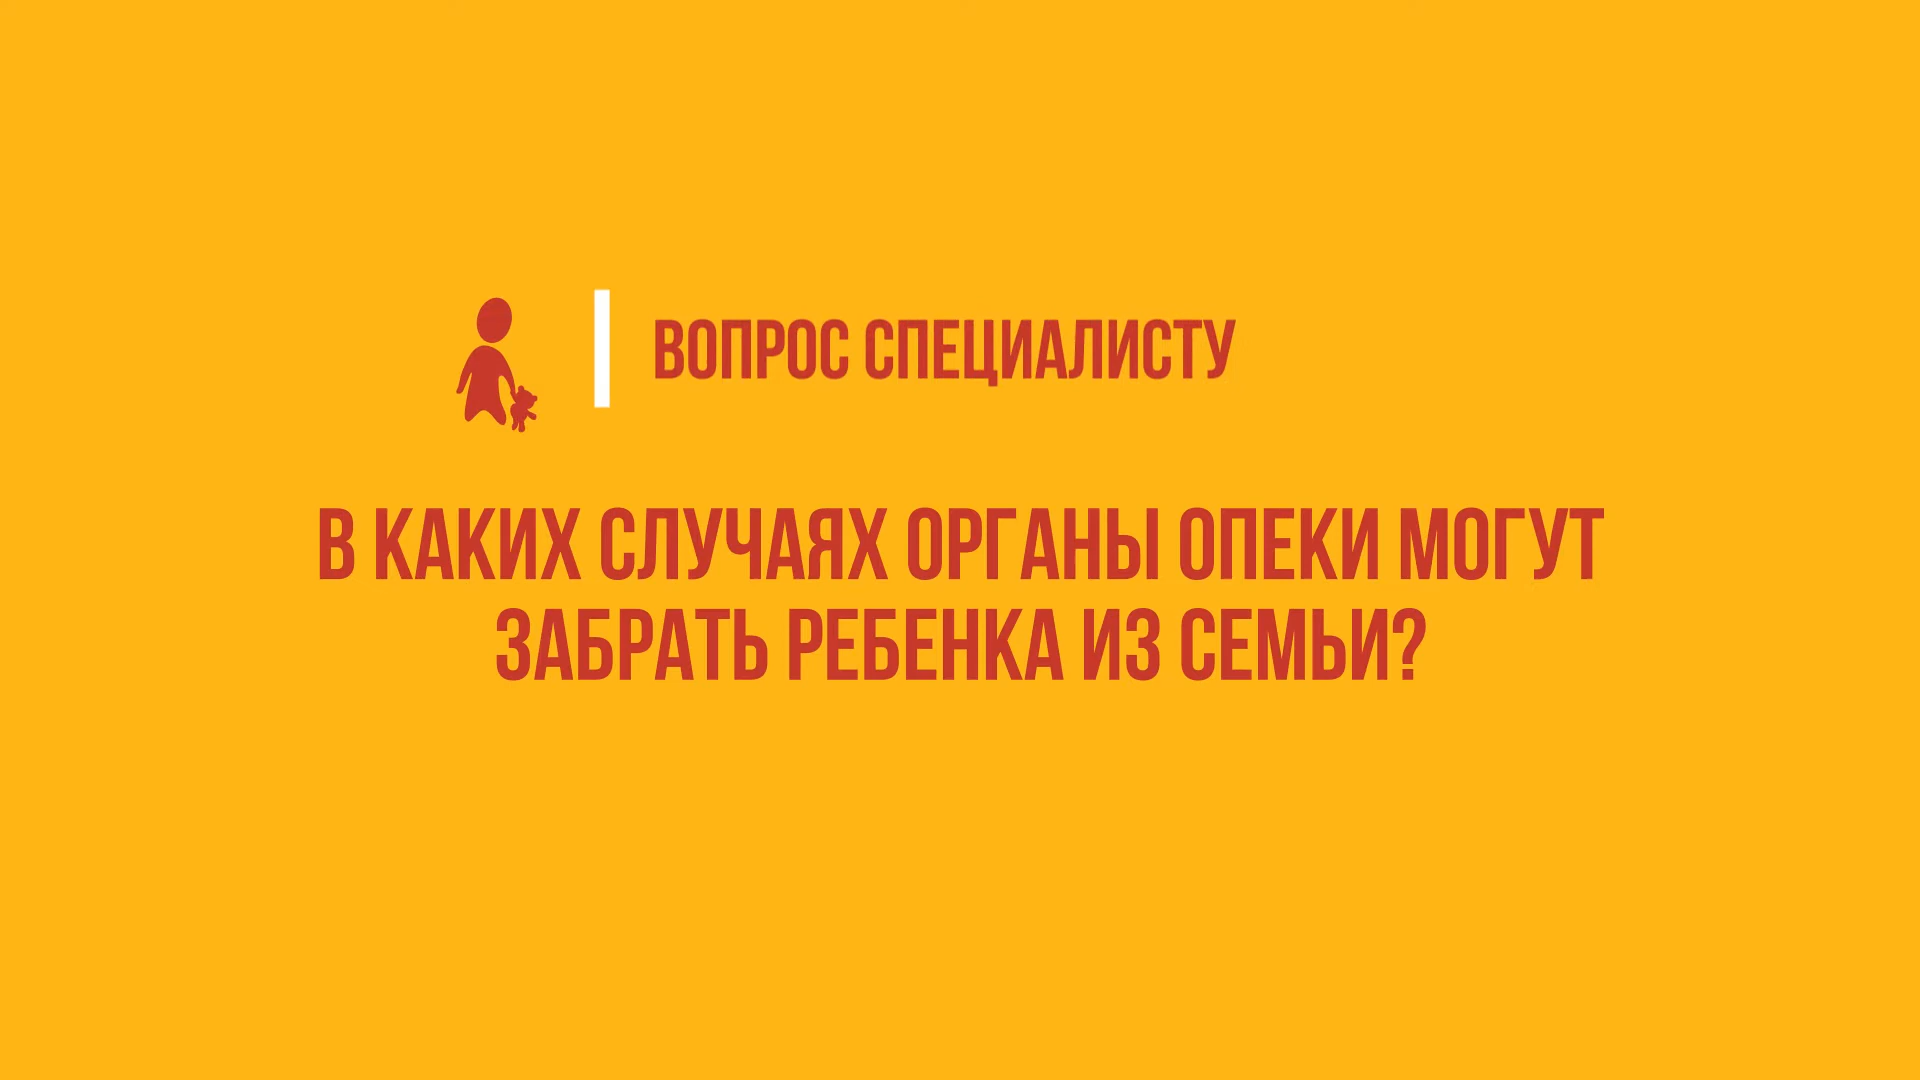 ВОПРОС СПЕЦИАЛИСТУ
В КАКИХ СЛУЧАЯХ ОРГАНЫ ОПЕКИ МОГУТ
ЗАБРАТЬ РЕБЕНКА ИЗ СЕМЬИ?